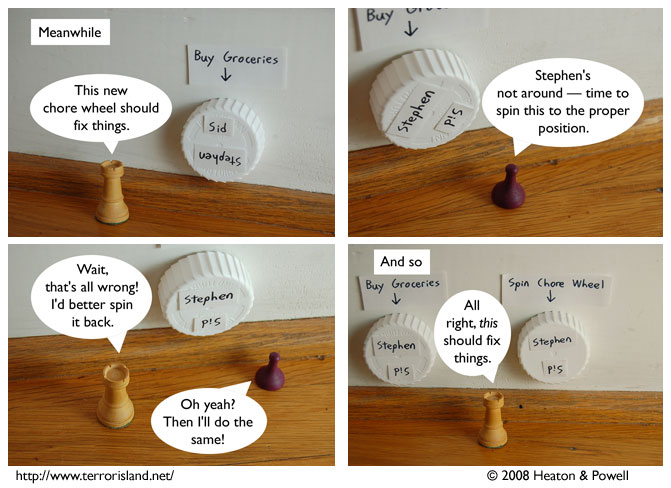 Meanwhile
This new
chore wheel should
fix things.
Buy Groceries
↓
Sid
Stephen
Buy Groceries
↓
Stephen
Sid
Stephen's
not around — time to
spin this to the proper
position.
Wait,
that's all wrong!
I'd better spin
it back.
Stephen
Sid
Oh yeah?
Then I'll do the
same!
And so
Buy Groceries
↓
Spin Chore Wheel
↓
Stephen
Sid
All
right, this
should fix
things.
Stephen
Sid
http://www.terrorisland.net/
© 2008 Heaton & Powell